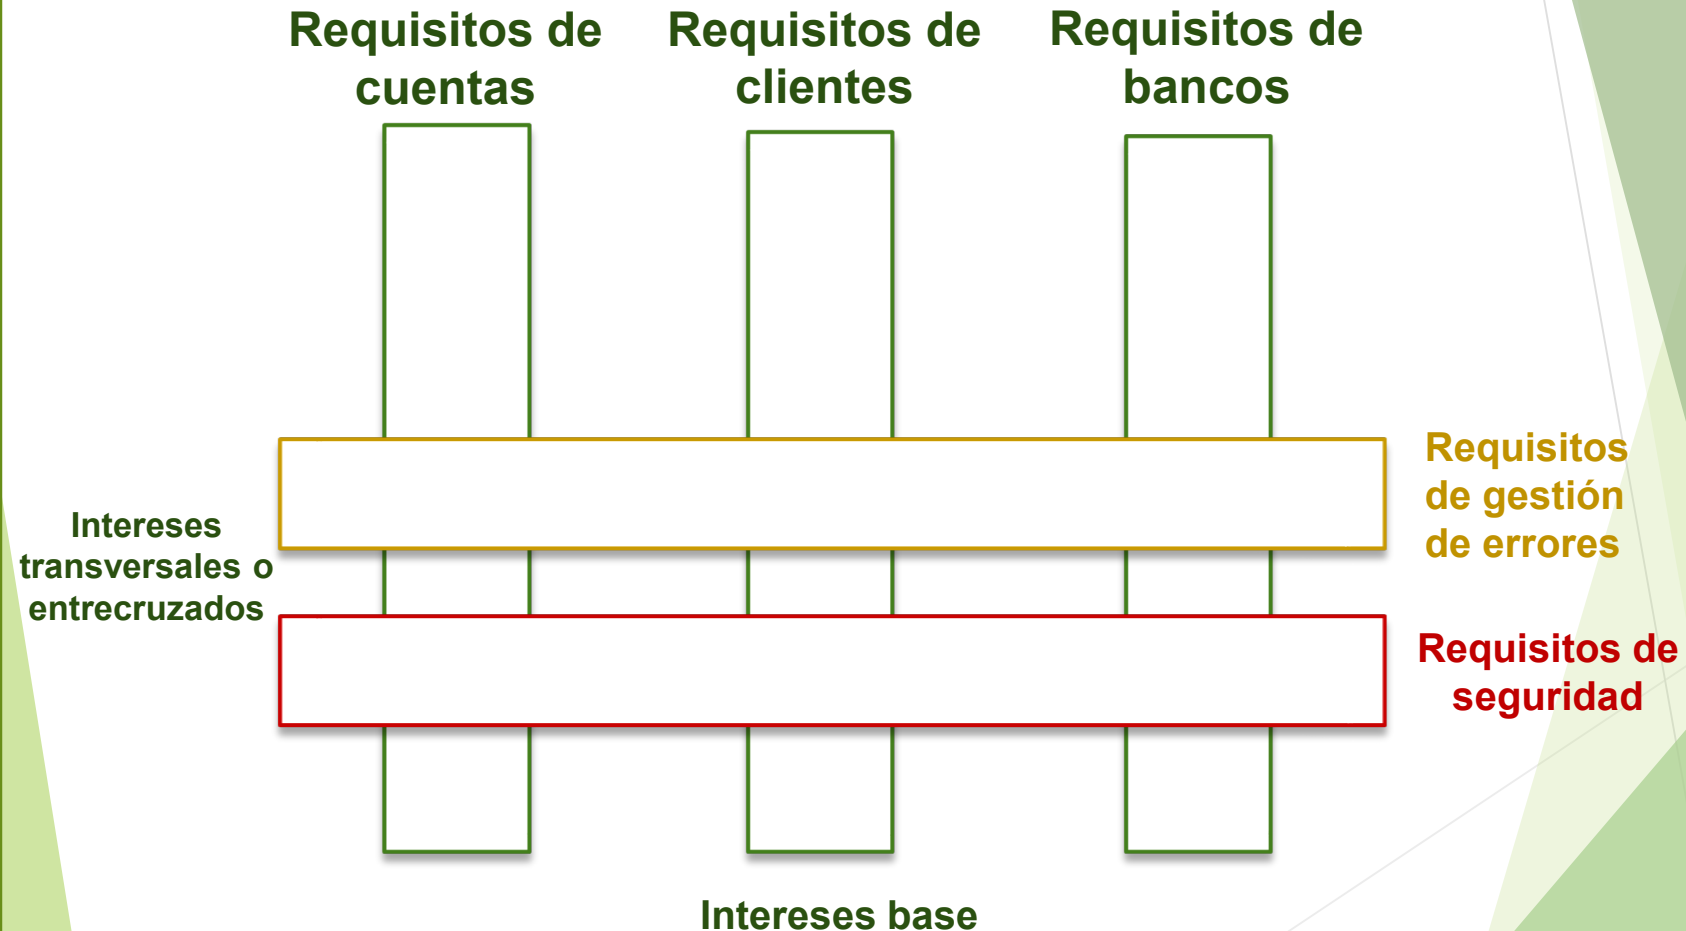 Requisitos de
cuentas
Requisitos de
clientes
Requisitos de
bancos
Requisitos
de gestión
de errores
Intereses
transversales o
entrecruzados
Requisitos de
seguridad
Intereses base